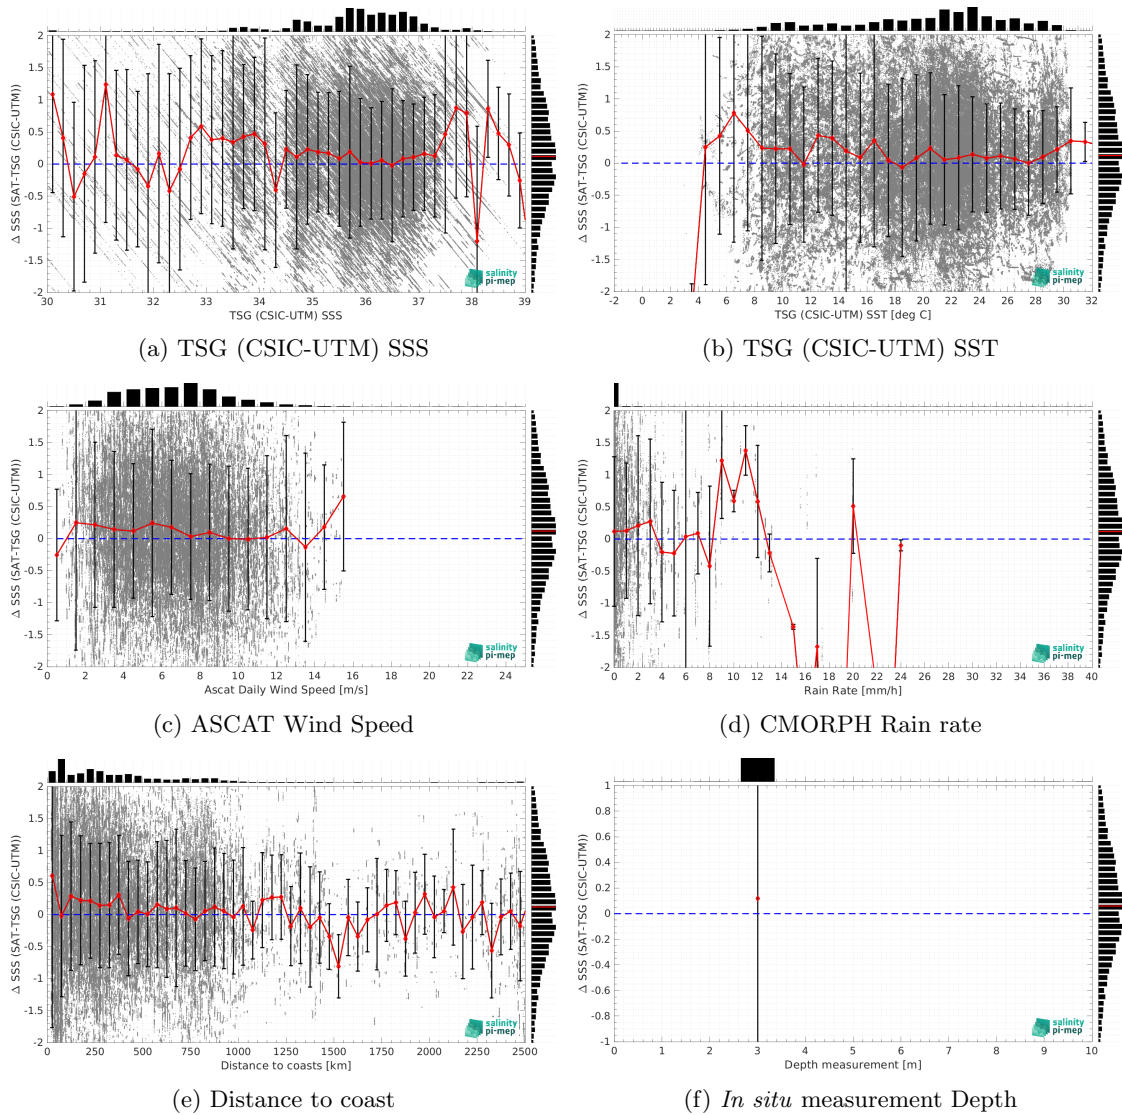 2
1.5
1
0.5
0
-0.5
-1
-1.5
-2
Δ SSS (SAT-TSG (CSIC-UTM))
30 31 32 33 34 35 36 37 38 39
TSG (CSIC-UTM) SSS
salinity
pi-mep
(a) TSG (CSIC-UTM) SSS
2
1.5
1
0.5
0
-0.5
-1
-1.5
-2
Δ SSS (SAT-TSG (CSIC-UTM))
-2 0 2 4 6 8 10 12 14 16 18 20 22 24 26 28 30 32
TSG (CSIC-UTM) SST [deg C]
salinity
pi-mep
(b) TSG (CSIC-UTM) SST
2
1.5
1
0.5
0
-0.5
-1
-1.5
-2
Δ SSS (SAT-TSG (CSIC-UTM))
0 2 4 6 8 10 12 14 16 18 20 22 24
Ascat Daily Wind Speed [m/s]
salinity
pi-mep
(c) ASCAT Wind Speed
2
1.5
1
0.5
0
-0.5
-1
-1.5
-2
Δ SSS (SAT-TSG (CSIC-UTM))
0 2 4 6 8 10 12 14 16 18 20 22 24 26 28 30 32 34 36 38 40
Rain Rate [mm/h]
salinity
pi-mep
(d) CMORPH Rain rate
2
1.5
1
0.5
0
-0.5
-1
-1.5
-2
Δ SSS (SAT-TSG (CSIC-UTM))
0 250 500 750 1000 1250 1500 1750 2000 2250 2500
Distance to coasts [km]
salinity
pi-mep
(e) Distance to coast
1
0.8
0.6
0.4
0.2
0
-0.2
-0.4
-0.6
-0.8
-1
Δ SSS (SAT-TSG (CSIC-UTM))
0 1 2 3 4 5 6 7 8 9 10
Depth measurement [m]
salinity
pi-mep
(f) In situ measurement Depth